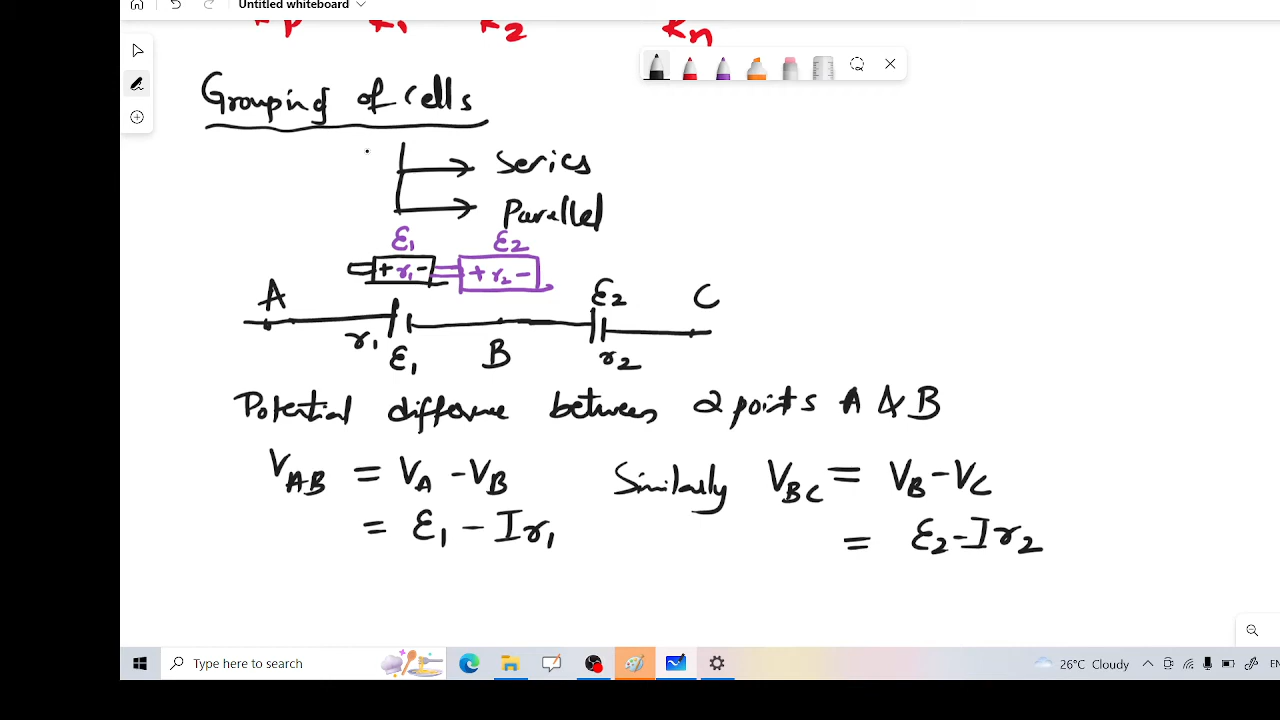 Untitled whiteboard
Grouping of cells
Series
Parallel
ε1 ε2
+ r1 - + r2 -
A ε2 C
r1 ε1 B r2
Potential difference between 2 points A & B
VAB = VA - VB Similarly VBC = VB - VC
= ε1 - Ir1 = ε2 - Ir2
Type here to search
26°C Cloudy